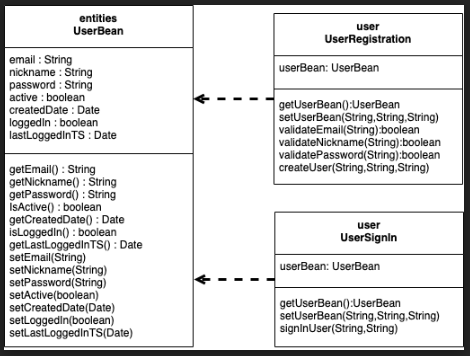 entities
UserBean
email : String
nickname : String
password : String
active : boolean
createdDate : Date
loggedIn : boolean
lastLoggedInTS : Date
getEmail() : String
getNickname() : String
getPassword() : String
IsActive() : boolean
getCreatedDate() : Date
isLoggedIn() : boolean
getLastLoggedInTS() : Date
setEmail(String)
setNickname(String)
setPassword(String)
setActive(boolean)
setCreatedDate(Date)
setLoggedIn(boolean)
setLastLoggedInTS(Date)
user
UserRegistration
userBean: UserBean
getUserBean():UserBean
setUserBean(String,String,String)
validateEmail(String):boolean
validateNickname(String):boolean
validatePassword(String):boolean
createUser(String,String,String)
user
UserSignIn
userBean: UserBean
getUserBean():UserBean
setUserBean(String,String,String)
signInUser(String,String)